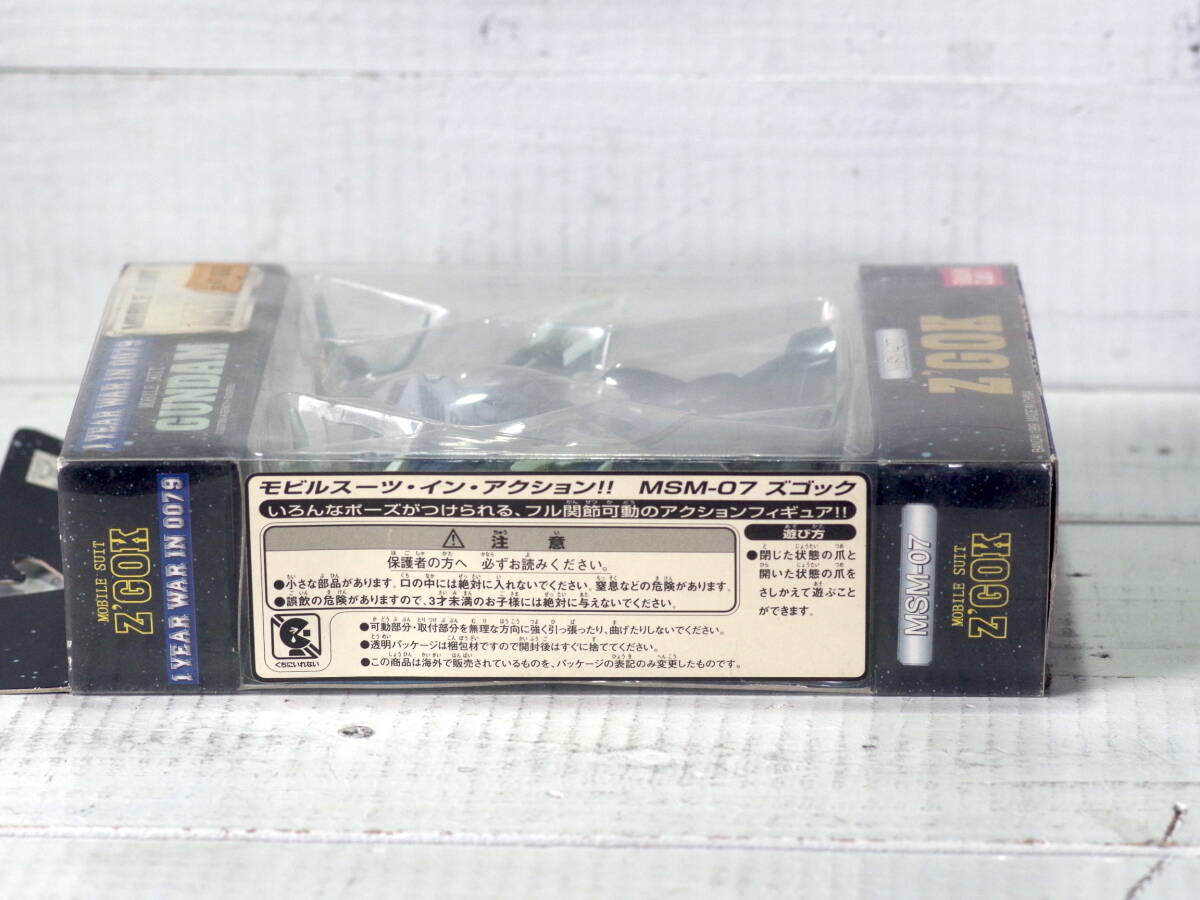 1 YEAR WAR IN 0079
MOBILE SUIT
GUNDAM
Z'GOK
MOBILE SUIT
Z'GOK
1 YEAR WAR IN 0079
モビルスーツ・イン・アクション!! MSM-07 ズゴック
いろんなポーズがつけられる、フル関節可動のアクションフィギュア!!
⚠ 注意
保護者の方へ 必ずお読みください。
●小さな部品があります。口の中には絶対に入れないでください。窒息などの危険があります。
●誤飲の危険がありますので、3才未満のお子様には絶対に与えないでください。
くちにいれない
●可動部分・取付部分を無理な方向に強く引っ張ったり、曲げたりしないでください。
●透明パッケージは梱包材ですので開封後はすぐに捨ててください。
●この商品は海外で販売されているものを、パッケージの表記のみ変更したものです。
遊び方
●閉じた状態の爪と
開いた状態の爪を
さしかえて遊ぶこと
ができます。
MSM-07
MOBILE SUIT
Z'GOK